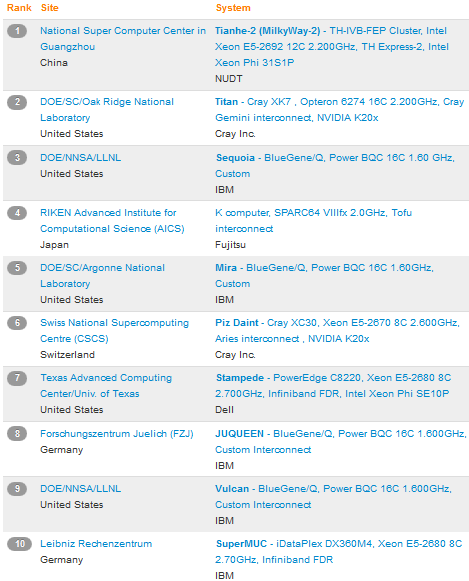 Rank Site System
1 National Super Computer Center in Tianhe-2 (MilkyWay-2) - TH-IVB-FEP Cluster, Intel
Guangzhou Xeon E5-2692 12C 2.200GHz, TH Express-2, Intel
China Xeon Phi 31S1P
NUDT
2 DOE/SC/Oak Ridge National Titan - Cray XK7 , Opteron 6274 16C 2.200GHz, Cray
Laboratory Gemini interconnect, NVIDIA K20x
United States Cray Inc.
3 DOE/NNSA/LLNL Sequoia - BlueGene/Q, Power BQC 16C 1.60 GHz,
United States Custom
IBM
4 RIKEN Advanced Institute for K computer, SPARC64 VIIIfx 2.0GHz, Tofu
Computational Science (AICS) interconnect
Japan Fujitsu
5 DOE/SC/Argonne National Mira - BlueGene/Q, Power BQC 16C 1.60GHz,
Laboratory Custom
United States IBM
6 Swiss National Supercomputing Piz Daint - Cray XC30, Xeon E5-2670 8C 2.600GHz,
Centre (CSCS) Aries interconnect , NVIDIA K20x
Switzerland Cray Inc.
7 Texas Advanced Computing Stampede - PowerEdge C8220, Xeon E5-2680 8C
Center/Univ. of Texas 2.700GHz, Infiniband FDR, Intel Xeon Phi SE10P
United States Dell
8 Forschungszentrum Juelich (FZJ) JUQUEEN - BlueGene/Q, Power BQC 16C 1.600GHz,
Germany Custom Interconnect
IBM
9 DOE/NNSA/LLNL Vulcan - BlueGene/Q, Power BQC 16C 1.600GHz,
United States Custom Interconnect
IBM
10 Leibniz Rechenzentrum SuperMUC - iDataPlex DX360M4, Xeon E5-2680 8C
Germany 2.70GHz, Infiniband FDR
IBM